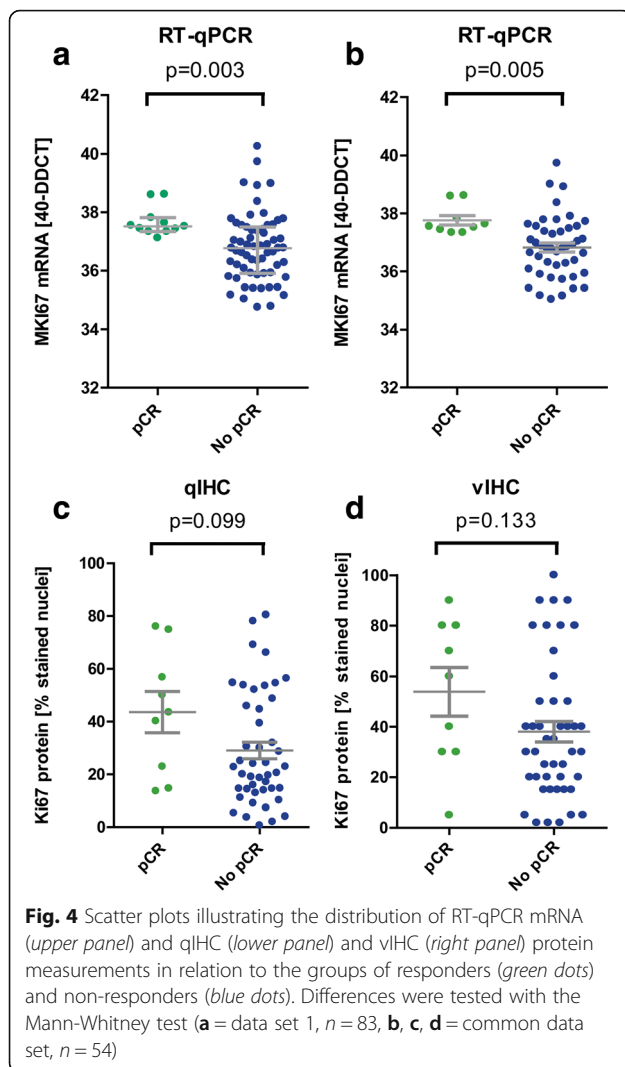 a
RT-qPCR
p=0.003
MKI67 mRNA [40-DDCT]
42
40
38
36
34
32
pCR
No pCR
b
RT-qPCR
p=0.005
MKI67 mRNA [40-DDCT]
42
40
38
36
34
32
pCR
No pCR
c
qIHC
p=0.099
Ki67 protein [% stained nuclei]
100
80
60
40
20
0
pCR
No pCR
d
vIHC
p=0.133
Ki67 protein [% stained nuclei]
100
80
60
40
20
0
pCR
No pCR
Fig. 4 Scatter plots illustrating the distribution of RT-qPCR mRNA
(upper panel) and qIHC (lower panel) and vIHC (right panel) protein
measurements in relation to the groups of responders (green dots)
and non-responders (blue dots). Differences were tested with the
Mann-Whitney test (a = data set 1, n = 83, b, c, d = common data
set, n = 54)